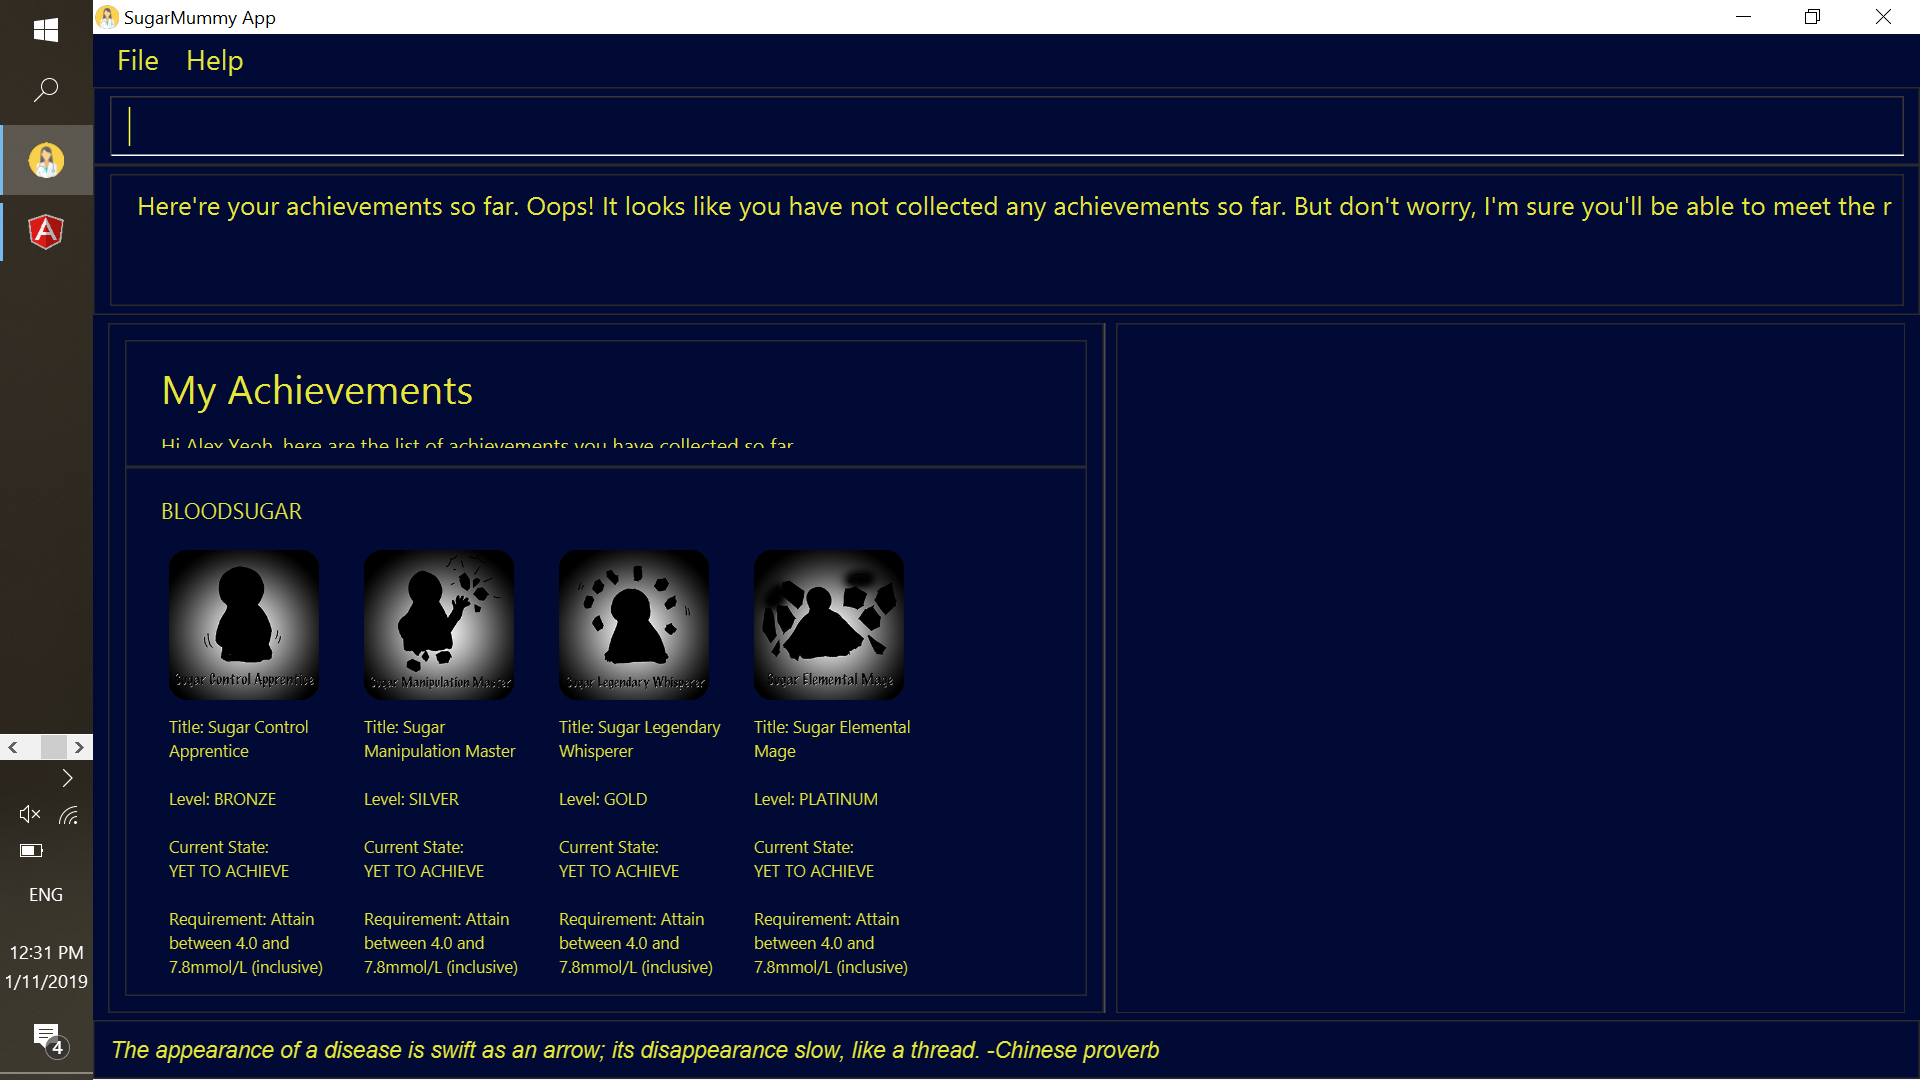 SugarMummy App
File Help
Here're your achievements so far. Oops! It looks like you have not collected any achievements so far. But don't worry, I'm sure you'll be able to meet the r
My Achievements
Hi Alex Yeoh, here are the list of achievements you have collected so far
BLOODSUGAR
Sugar Control Apprentice
Sugar Manipulation Master
Sugar Legendary Whisperer
Sugar Elemental Mage
Title: Sugar Control
Apprentice
Level: BRONZE
Current State:
YET TO ACHIEVE
Requirement: Attain
between 4.0 and
7.8mmol/L (inclusive)
Title: Sugar
Manipulation Master
Level: SILVER
Current State:
YET TO ACHIEVE
Requirement: Attain
between 4.0 and
7.8mmol/L (inclusive)
Title: Sugar Legendary
Whisperer
Level: GOLD
Current State:
YET TO ACHIEVE
Requirement: Attain
between 4.0 and
7.8mmol/L (inclusive)
Title: Sugar Elemental
Mage
Level: PLATINUM
Current State:
YET TO ACHIEVE
Requirement: Attain
between 4.0 and
7.8mmol/L (inclusive)
The appearance of a disease is swift as an arrow; its disappearance slow, like a thread. -Chinese proverb
ENG
12:31 PM
1/11/2019
4